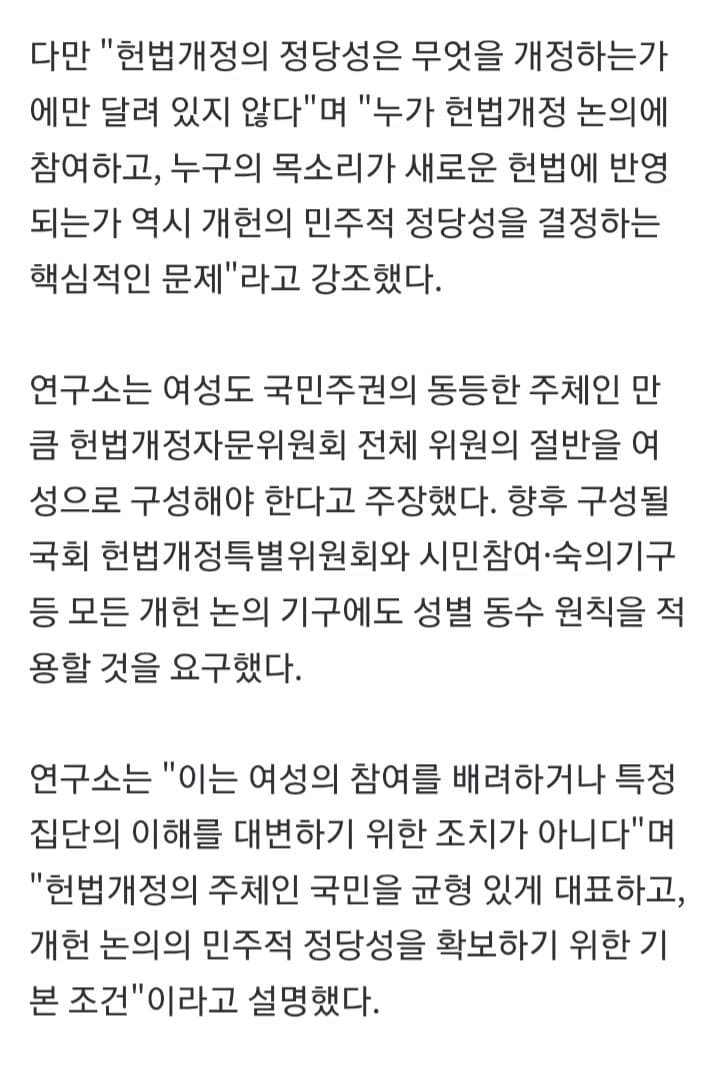 다만 "헌법개정의 정당성은 무엇을 개정하는가
에만 달려 있지 않다"며 "누가 헌법개정 논의에
참여하고, 누구의 목소리가 새로운 헌법에 반영
되는가 역시 개헌의 민주적 정당성을 결정하는
핵심적인 문제"라고 강조했다.
연구소는 여성도 국민주권의 동등한 주체인 만
큼 헌법개정자문위원회 전체 위원의 절반을 여
성으로 구성해야 한다고 주장했다. 향후 구성될
국회 헌법개정특별위원회와 시민참여·숙의기구
등 모든 개헌 논의 기구에도 성별 동수 원칙을 적
용할 것을 요구했다.
연구소는 "이는 여성의 참여를 배려하거나 특정
집단의 이해를 대변하기 위한 조치가 아니다"며
"헌법개정의 주체인 국민을 균형 있게 대표하고,
개헌 논의의 민주적 정당성을 확보하기 위한 기
본 조건"이라고 설명했다.